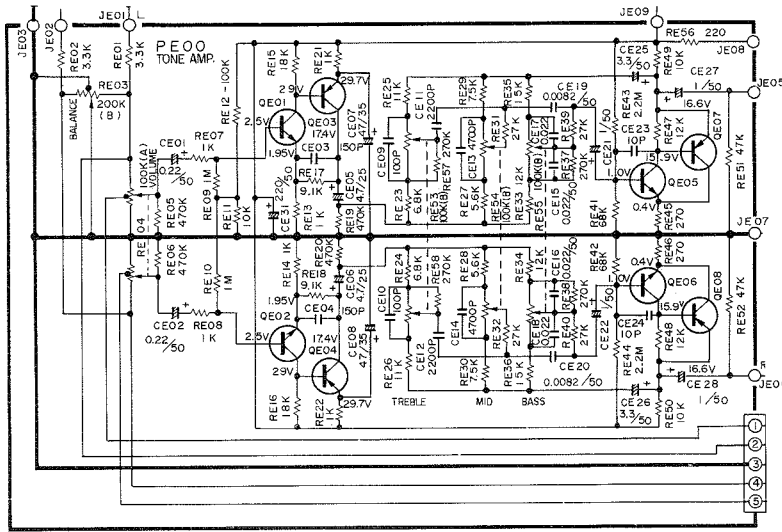 JE03
JE02
JE01 L
JE09
RE56 220
JE08
RE02
3.3K
RE01
3.3K
PE00
TONE AMP.
RE15
18K
RE21
1K
CE25
3.3/50
RE49
10K
CE27
1/50
JE05
RE03
200K
(B)
BALANCE
RE12-100K
2.9V
29.7V
QE01
QE03
17.4V
2.5V
1.95V
CE07
47/35
150P
CE03
RE25
11K
CE11
2200P
RE29
7.5K
RE35
1.5K
CE19
0.0082/50
RE43
2.2M
16.6V
QE07
CE01
0.22
/50
RE07
1K
100K(A)
VOLUME
RE04
RE05
470K
RE09 1M
RE11
10K
220/50
CE31
RE17
9.1K
RE13
1K
CE05
4.7/25
RE19
470K
CE09
100P
RE23
6.8K
RE53
100K(B)
RE57
270K
CE13
4700P
RE27
5.6K
RE31
27K
RE54
100K(B)
RE33
12K
RE55
100K(B)
CE17
0.022
RE39
27K
RE37
270K
CE15
0.022/50
CE21
1/50
CE23
10P
RE47
12K
15.9V
1.0V
QE05
0.4V
RE41
68K
RE45
270
RE51 47K
JE07
RE06
470K
RE10
1M
RE14
1K
RE20
470K
RE18
9.1K
CE06
4.7/25
1.95V
CE04
150P
RE24
6.8K
RE58
270K
RE28
5.6K
RE34
12K
CE16
0.022/50
RE38
270K
RE42
68K
RE46
270
0.4V
1.0V
QE06
QE08
15.9V
RE52 47K
CE02
0.22
/50
RE08
1K
QE02
2.5V
17.4V
QE04
CE08
47/35
CE10
100P
CE12
2200P
CE14
4700P
RE32
27K
CE18
0.022
RE40
27K
CE22
1/50
CE24
10P
RE48
12K
RE44
2.2M
29V
29.7V
RE16
18K
RE22
1K
RE26
11K
RE30
7.5K
RE36
1.5K
CE20
0.0082/50
16.6V
CE28
1/50
R
CE26
3.3/50
RE50
10K
TREBLE
MID
BASS
1
2
3
4
5